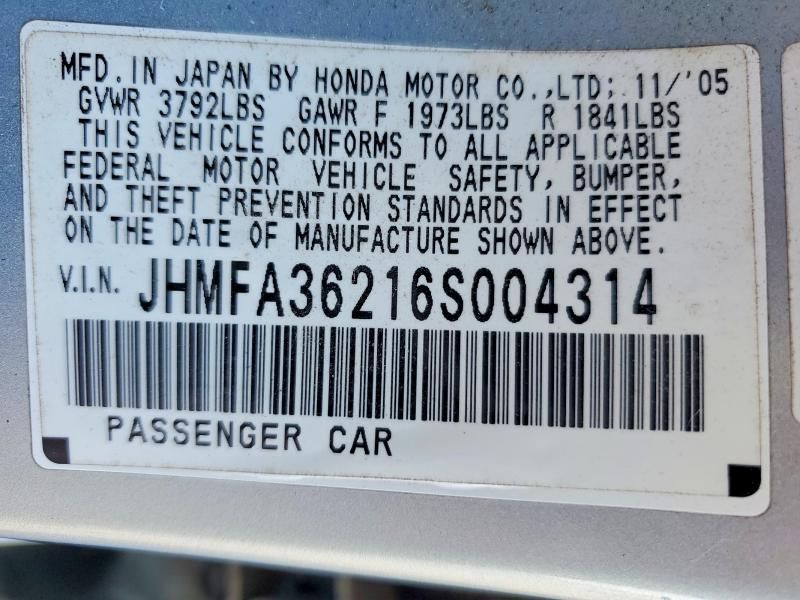 MFD. IN JAPAN BY HONDA MOTOR CO.,LTD; 11/'05
GVWR 3792LBS GAWR F 1973LBS R 1841LBS
THIS VEHICLE CONFORMS TO ALL APPLICABLE
FEDERAL MOTOR VEHICLE SAFETY, BUMPER,
AND THEFT PREVENTION STANDARDS IN EFFECT
ON THE DATE OF MANUFACTURE SHOWN ABOVE.
V.I.N. JHMFA36216S004314
PASSENGER CAR